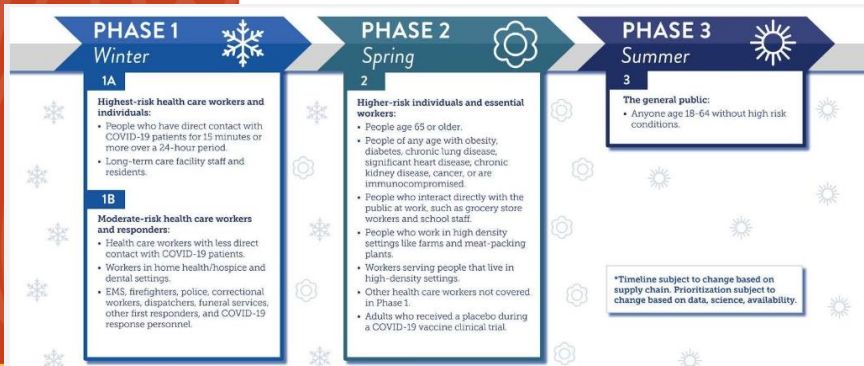 PHASE 1
Winter
1A
Highest-risk health care workers and
individuals:
• People who have direct contact with
COVID-19 patients for 15 minutes or
more over a 24-hour period.
• Long-term care facility staff and
residents.
1B
Moderate-risk health care workers
and responders:
• Health care workers with less direct
contact with COVID-19 patients.
• Workers in home health/hospice and
dental settings.
• EMS, firefighters, police, correctional
workers, dispatchers, funeral services,
other first responders, and COVID-19
response personnel.
PHASE 2
Spring
2
Higher-risk individuals and essential
workers:
• People age 65 or older.
• People of any age with obesity,
diabetes, chronic lung disease,
significant heart disease, chronic
kidney disease, cancer, or are
immunocompromised.
• People who interact directly with the
public at work, such as grocery store
workers and school staff.
• People who work in high density
settings like farms and meat-packing
plants.
• Workers serving people that live in
high-density settings.
• Other health care workers not covered
in Phase 1.
• Adults who received a placebo during
a COVID-19 vaccine clinical trial.
PHASE 3
Summer
3
The general public:
• Anyone age 18-64 without high risk
conditions.
*Timeline subject to change based on
supply chain. Prioritization subject to
change based on data, science, availability.